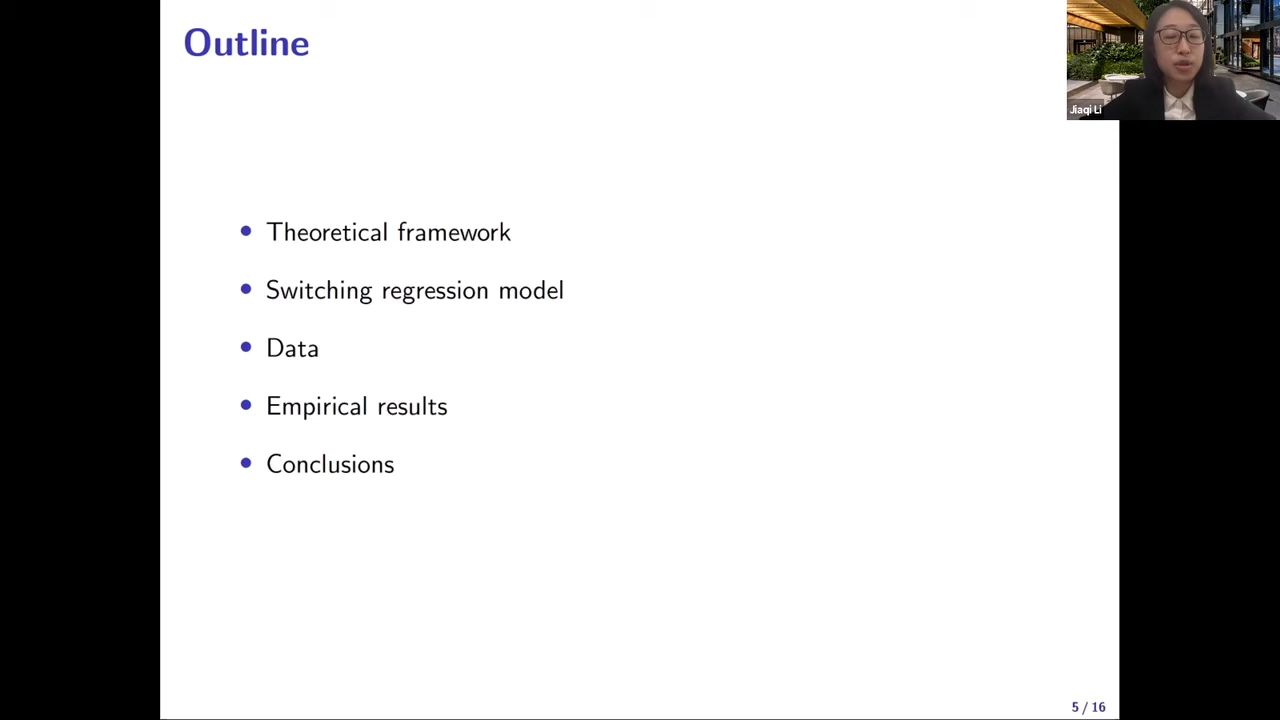 Outline
Jiaqi Li
• Theoretical framework
• Switching regression model
• Data
• Empirical results
• Conclusions
5 / 16